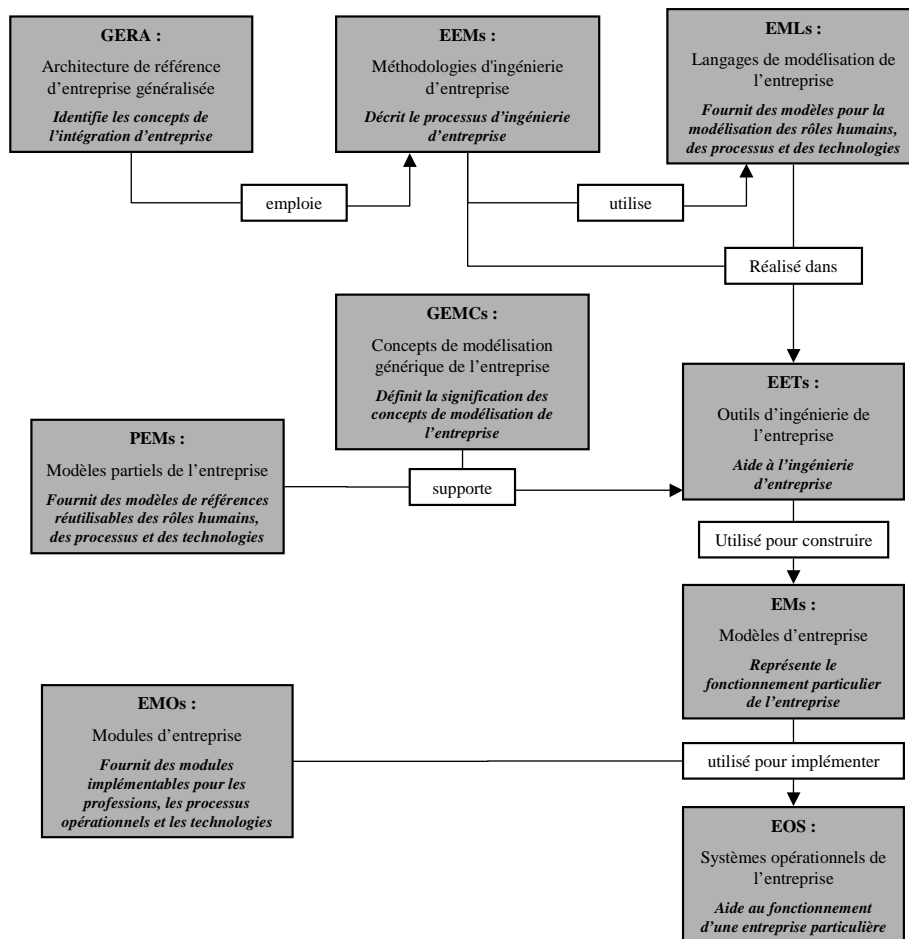 GERA :
Architecture de référence
d’entreprise généralisée
Identifie les concepts de
l’intégration d’entreprise
EEMs :
Méthodologies d'ingénierie
d’entreprise
Décrit le processus d’ingénierie
d’entreprise
EMLs :
Langages de modélisation de
l’entreprise
Fournit des modèles pour la
modélisation des rôles humains,
des processus et des technologies
emploie
utilise
Réalisé dans
GEMCs :
Concepts de modélisation
générique de l’entreprise
Définit la signification des
concepts de modélisation de
l’entreprise
EETs :
Outils d’ingénierie de
l’entreprise
Aide à l’ingénierie
d’entreprise
PEMs :
Modèles partiels de l’entreprise
Fournit des modèles de références
réutilisables des rôles humains,
des processus et des technologies
supporte
Utilisé pour construire
EMs :
Modèles d’entreprise
Représente le
fonctionnement particulier
de l’entreprise
EMOs :
Modules d’entreprise
Fournit des modules
implémentables pour les
professions, les processus
opérationnels et les technologies
utilisé pour implémenter
EOS :
Systèmes opérationnels de
l’entreprise
Aide au fonctionnement
d’une entreprise particulière